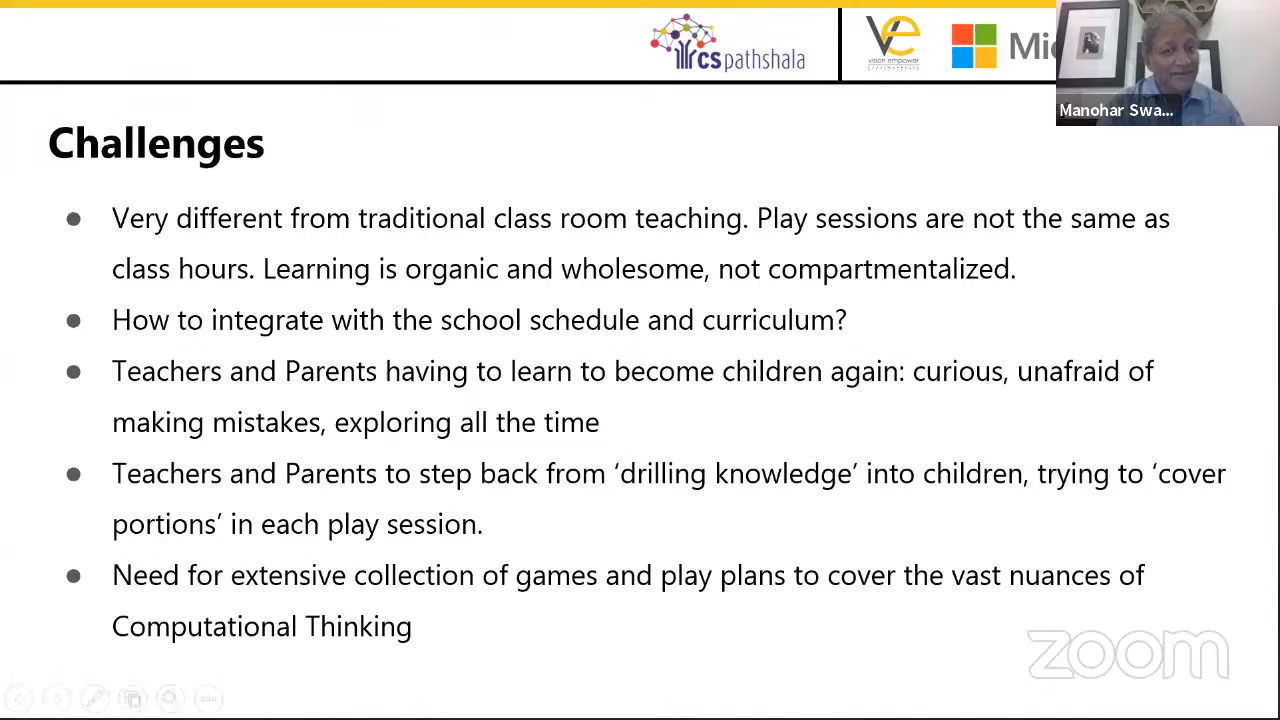 cspathshala
vision empower
Mic
Manohar Swa...
Challenges
Very different from traditional class room teaching. Play sessions are not the same as
class hours. Learning is organic and wholesome, not compartmentalized.
How to integrate with the school schedule and curriculum?
Teachers and Parents having to learn to become children again: curious, unafraid of
making mistakes, exploring all the time
Teachers and Parents to step back from ‘drilling knowledge’ into children, trying to ‘cover
portions’ in each play session.
Need for extensive collection of games and play plans to cover the vast nuances of
Computational Thinking
zoom